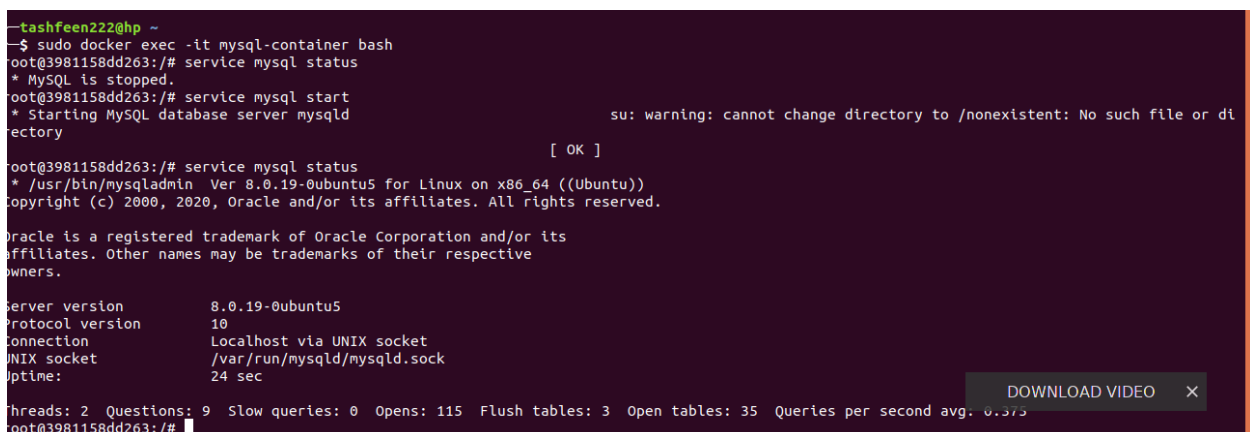 ─tashfeen222@hp ~
─$ sudo docker exec -it mysql-container bash
root@3981158dd263:/# service mysql status
* MySQL is stopped.
root@3981158dd263:/# service mysql start
* Starting MySQL database server mysqld su: warning: cannot change directory to /nonexistent: No such file or di
rectory
[ OK ]
root@3981158dd263:/# service mysql status
* /usr/bin/mysqladmin Ver 8.0.19-0ubuntu5 for Linux on x86_64 ((Ubuntu))
Copyright (c) 2000, 2020, Oracle and/or its affiliates. All rights reserved.
Oracle is a registered trademark of Oracle Corporation and/or its
affiliates. Other names may be trademarks of their respective
owners.
Server version 8.0.19-0ubuntu5
Protocol version 10
Connection Localhost via UNIX socket
UNIX socket /var/run/mysqld/mysqld.sock
Uptime: 24 sec
DOWNLOAD VIDEO ×
Threads: 2 Questions: 9 Slow queries: 0 Opens: 115 Flush tables: 3 Open tables: 35 Queries per second avg: 0.375
root@3981158dd263:/#